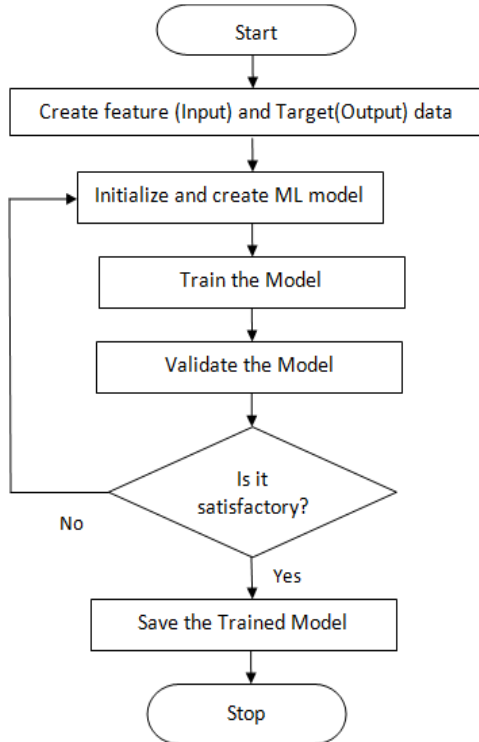 Start
Create feature (Input) and Target(Output) data
Initialize and create ML model
Train the Model
Validate the Model
Is it
satisfactory?
No
Yes
Save the Trained Model
Stop